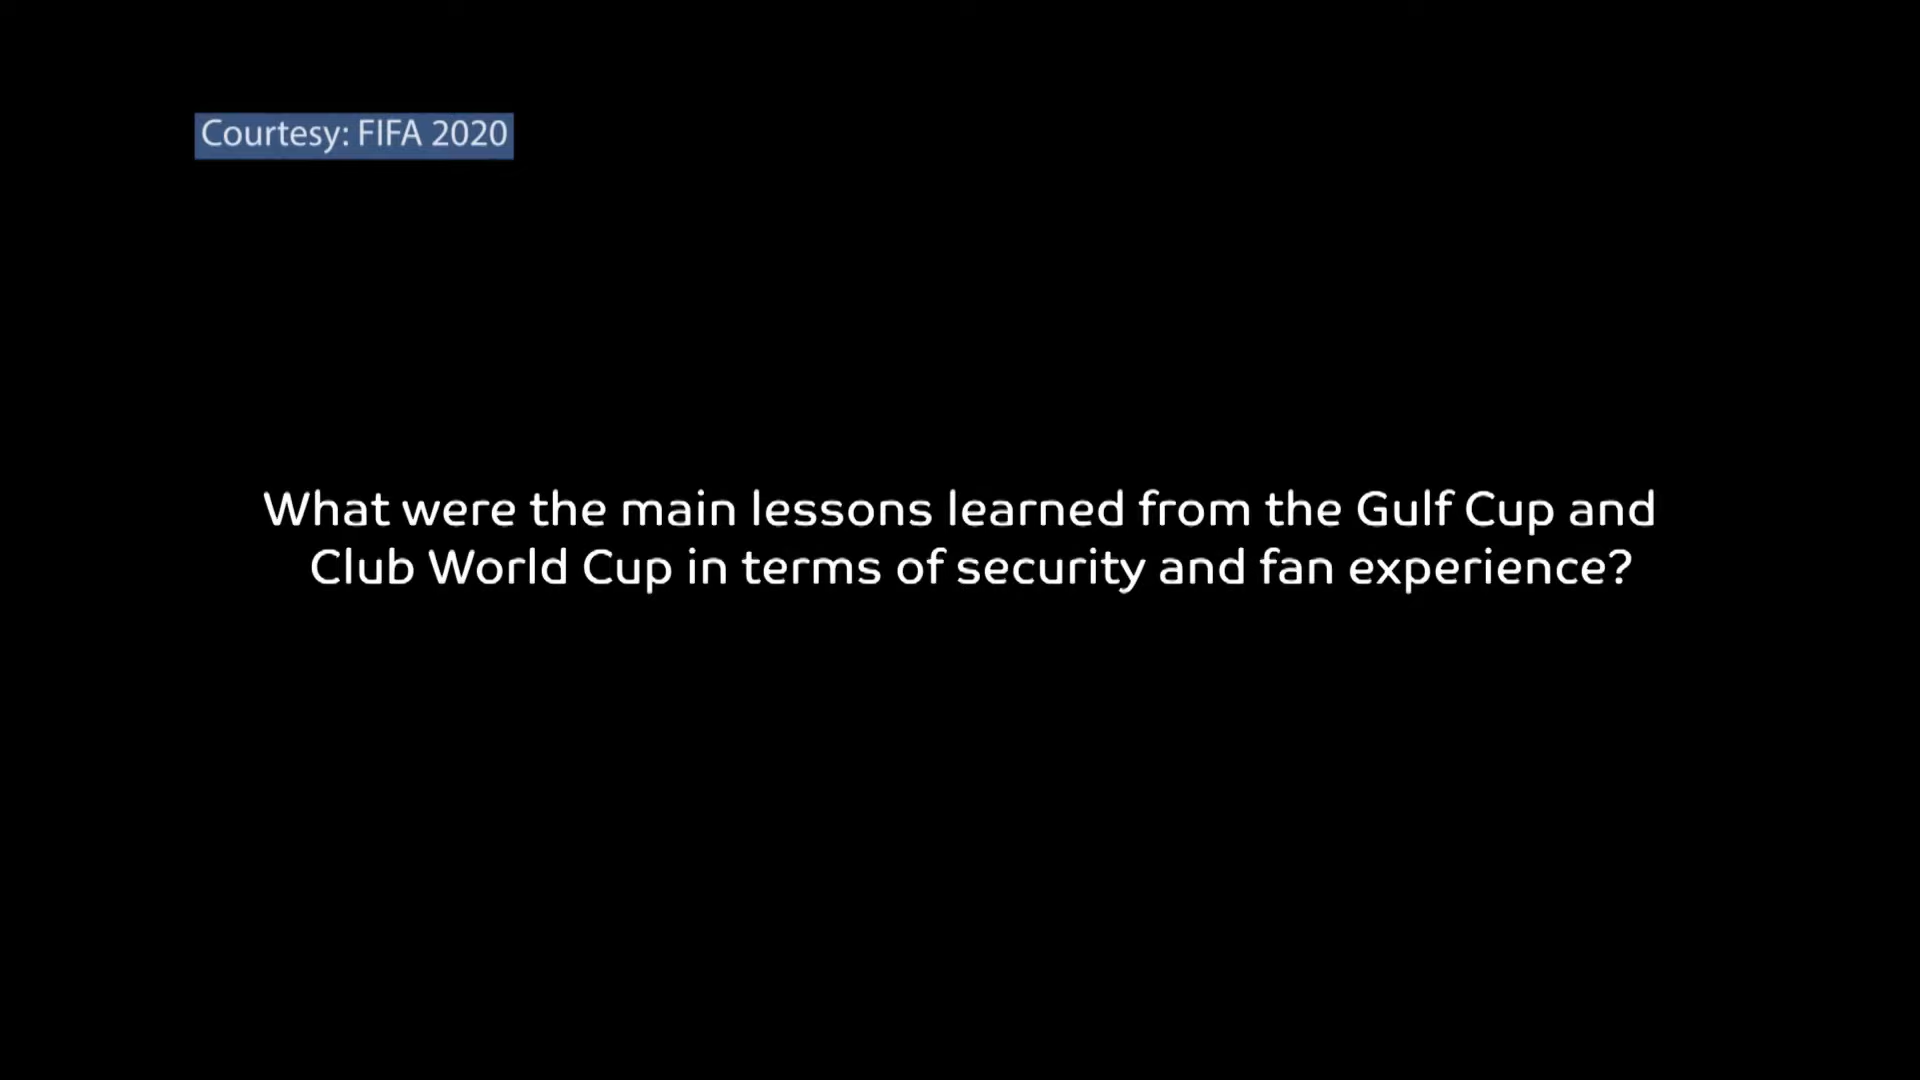 Courtesy: FIFA 2020
What were the main lessons learned from the Gulf Cup and
Club World Cup in terms of security and fan experience?